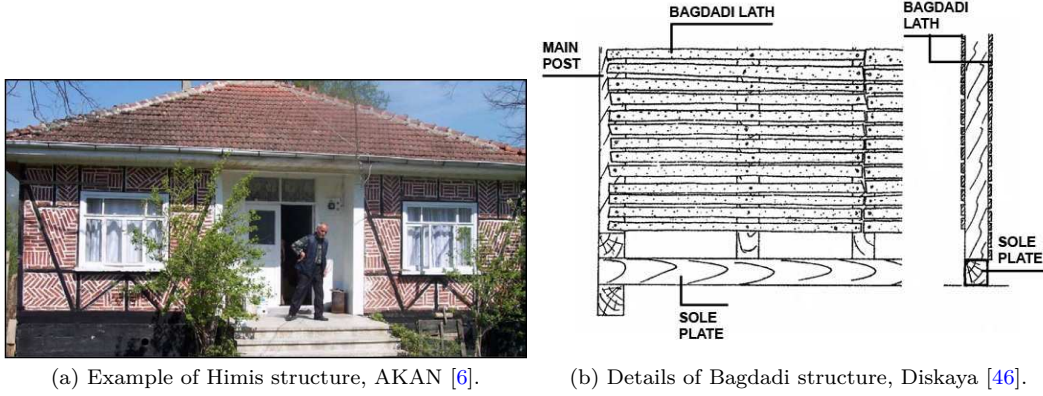 BAGDADI LATH
BAGDADI
LATH
MAIN
POST
SOLE
PLATE
SOLE
PLATE
(a) Example of Himis structure, AKAN [6].
(b) Details of Bagdadi structure, Diskaya [46].